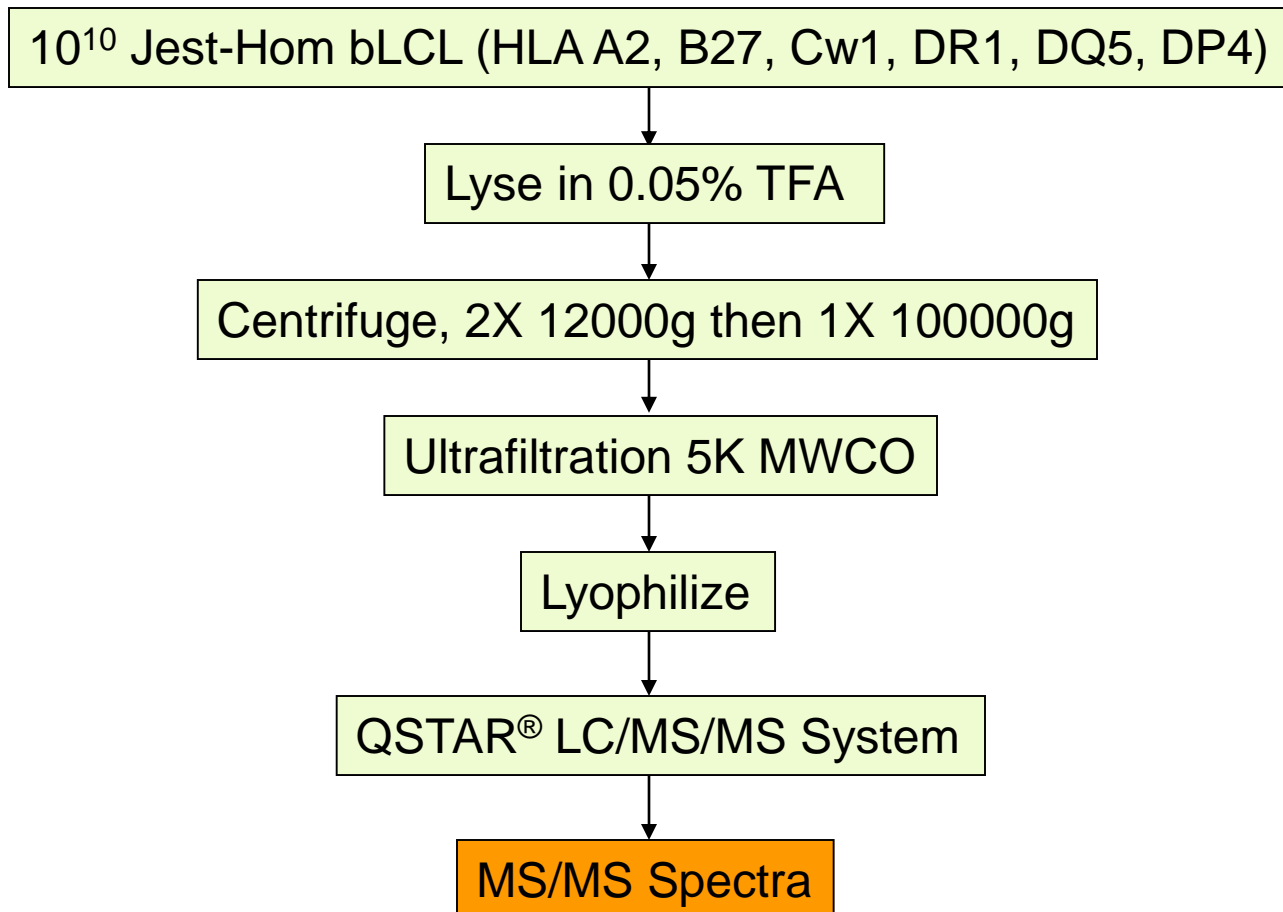 10¹⁰ Jest-Hom bLCL (HLA A2, B27, Cw1, DR1, DQ5, DP4)
Lyse in 0.05% TFA
Centrifuge, 2X 12000g then 1X 100000g
Ultrafiltration 5K MWCO
Lyophilize
QSTAR® LC/MS/MS System
MS/MS Spectra